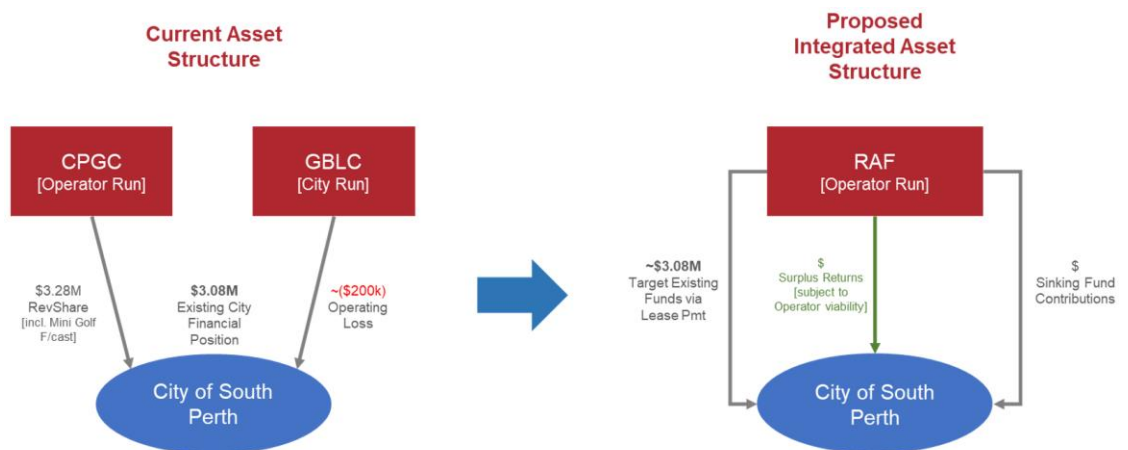 Current Asset
Structure
CPGC
[Operator Run]
GBLC
[City Run]
$3.28M
RevShare
[incl. Mini Golf
F/cast]
$3.08M
Existing City
Financial
Position
~($200k)
Operating
Loss
City of South
Perth
Proposed
Integrated Asset
Structure
RAF
[Operator Run]
~$3.08M
Target Existing
Funds via
Lease Pmt
$
Surplus Returns
[subject to
Operator viability]
$
Sinking Fund
Contributions
City of South
Perth